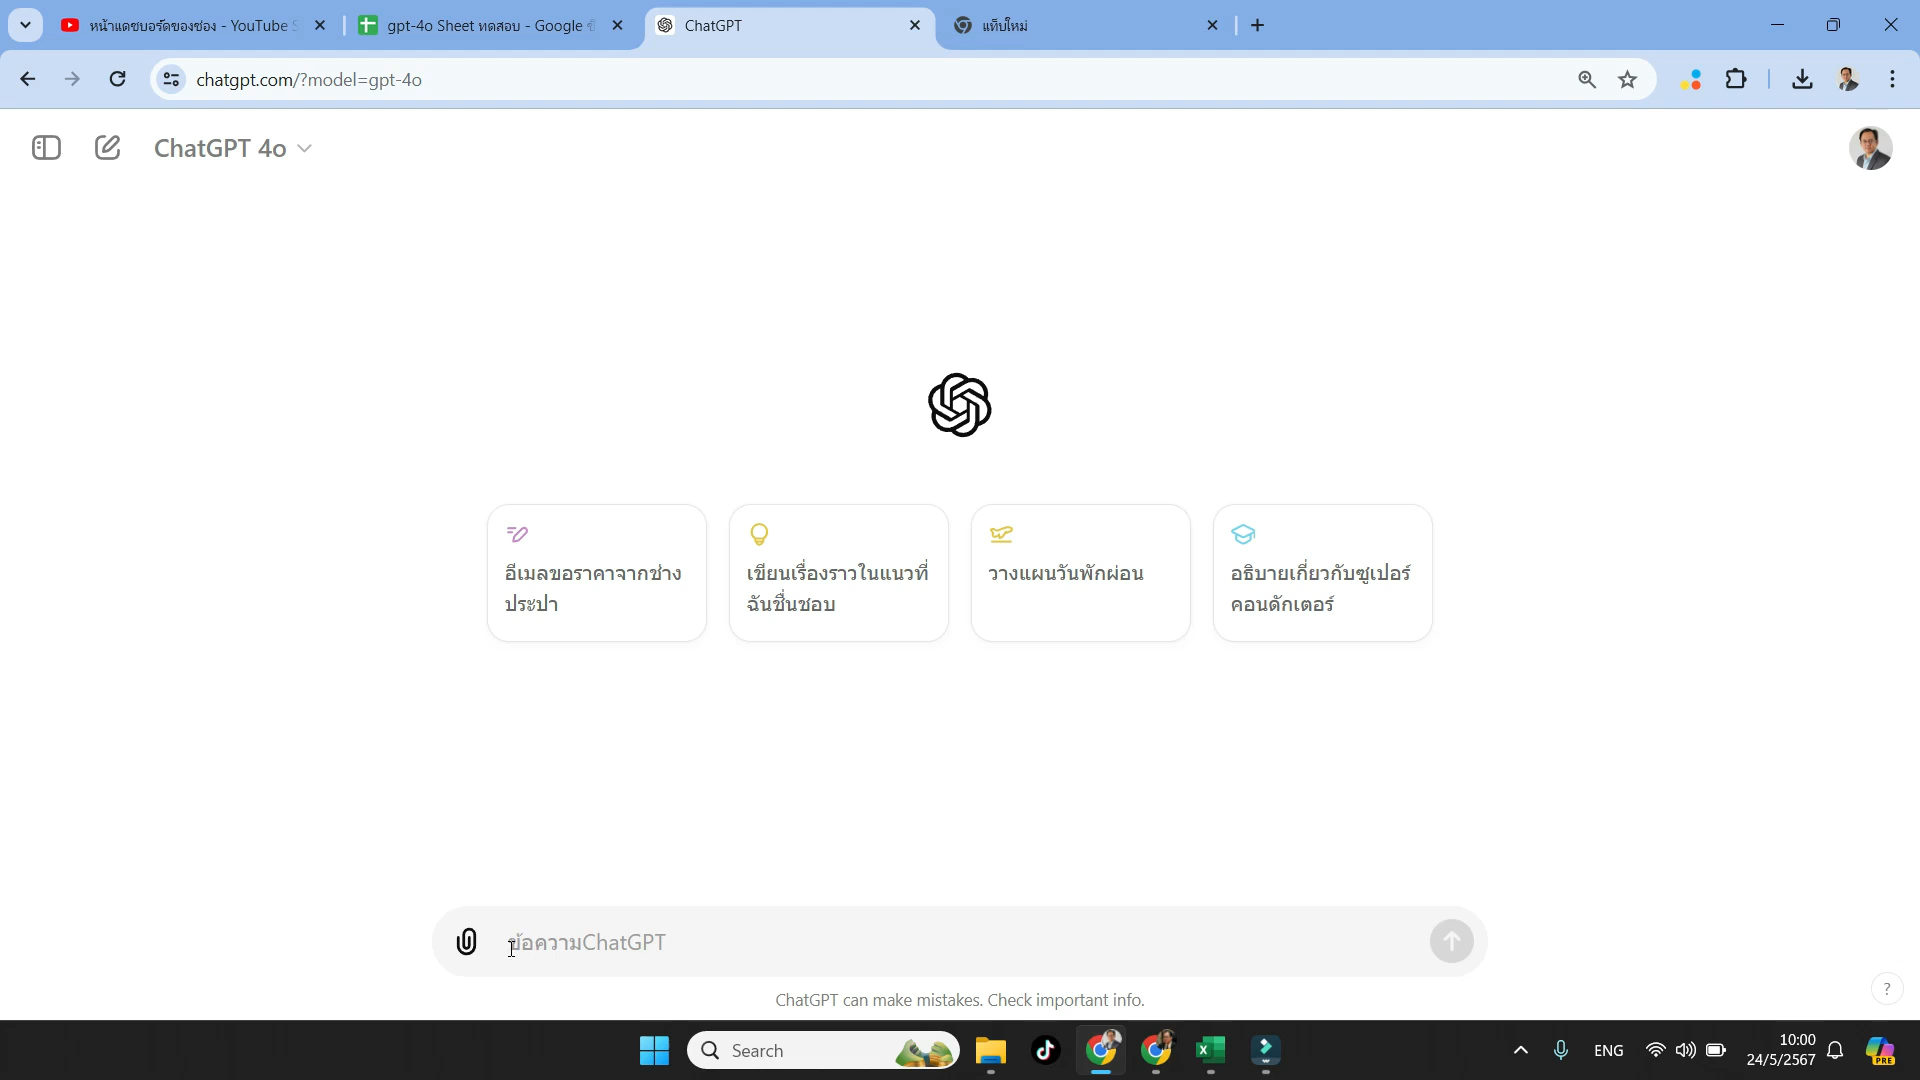 หน้าแดชบอร์ดของช่อง - YouTube S
gpt-4o Sheet ทดสอบ - Google ชี
ChatGPT
แท็บใหม่
chatgpt.com/?model=gpt-4o
ChatGPT 4o
อีเมลขอราคาจากช่าง
ประปา
เขียนเรื่องราวในแนวที่
ฉันชื่นชอบ
วางแผนวันพักผ่อน
อธิบายเกี่ยวกับซูเปอร์
คอนดักเตอร์
ข้อความChatGPT
ChatGPT can make mistakes. Check important info.
?
Search
ENG
10:00
24/5/2567
PRE